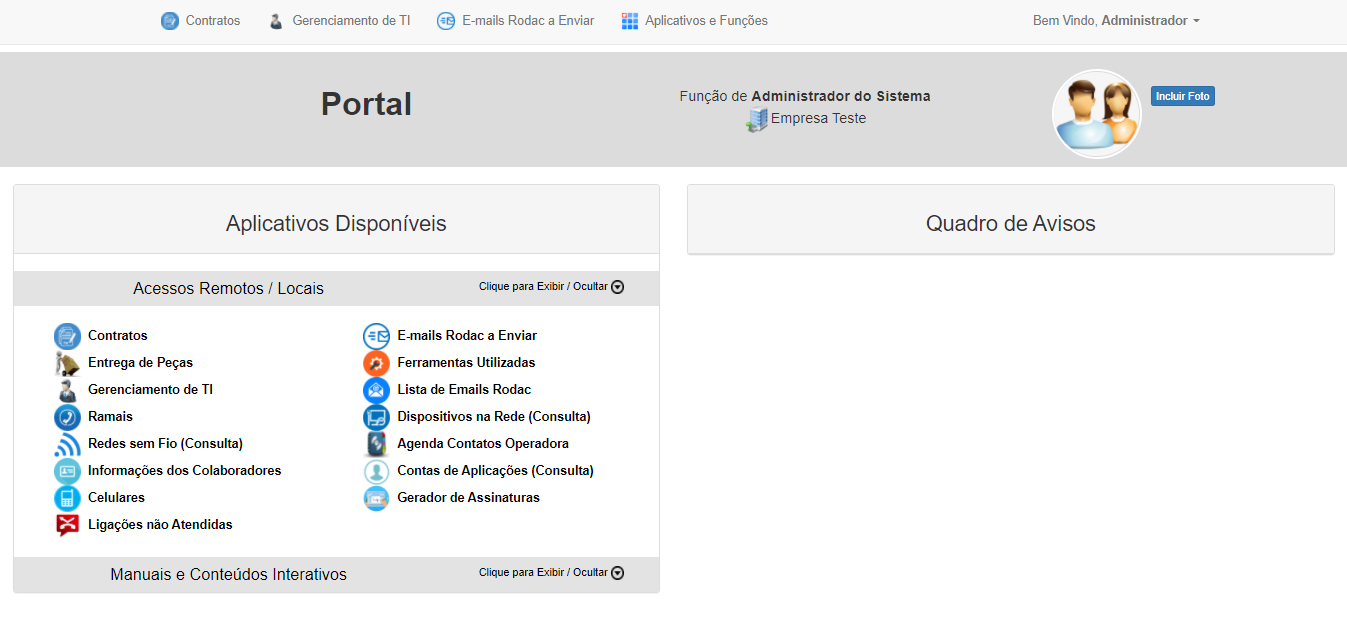 Contratos
Gerenciamento de TI
E-mails Rodac a Enviar
Aplicativos e Funções
Bem Vindo, Administrador
Portal
Função de Administrador do Sistema
Empresa Teste
Incluir Foto
Aplicativos Disponíveis
Acessos Remotos / Locais
Clique para Exibir / Ocultar
Contratos
Entrega de Peças
Gerenciamento de TI
Ramais
Redes sem Fio (Consulta)
Informações dos Colaboradores
Celulares
Ligações não Atendidas
E-mails Rodac a Enviar
Ferramentas Utilizadas
Lista de Emails Rodac
Dispositivos na Rede (Consulta)
Agenda Contatos Operadora
Contas de Aplicações (Consulta)
Gerador de Assinaturas
Manuais e Conteúdos Interativos
Clique para Exibir / Ocultar
Quadro de Avisos